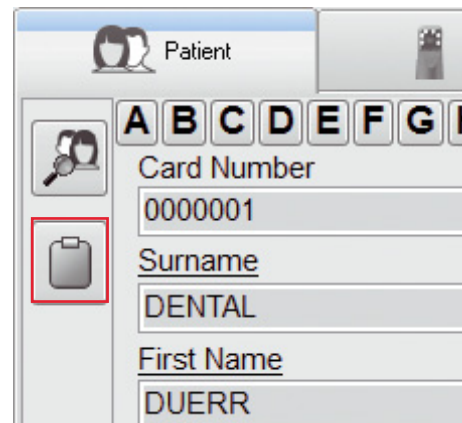 Patient
A B C D E F G
Card Number
0000001
Surname
DENTAL
First Name
DUERR